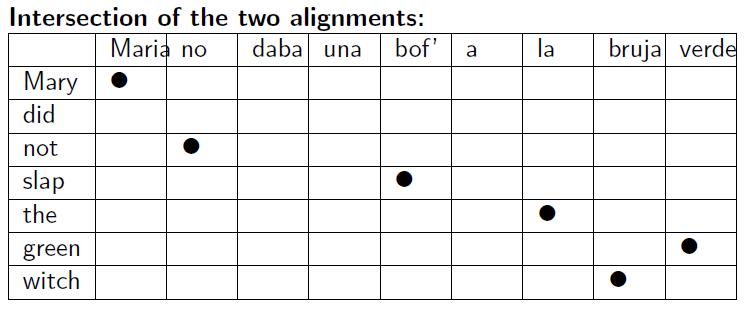 Intersection of the two alignments:
Maria no daba una bof' a la bruja verde
Mary ●
did
not ●
slap ●
the ●
green ●
witch ●